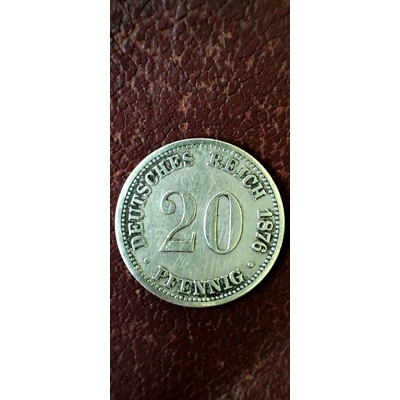 DEUTSCHES REICH 1876
20
· PFENNIG ·